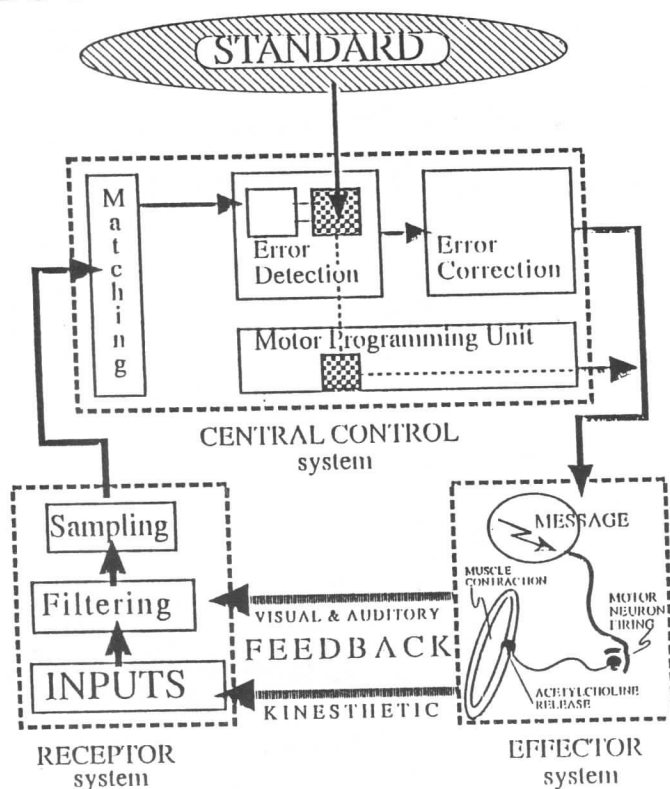 STANDARD
Matching
Error
Detection
Error
Correction
Motor Programming Unit
CENTRAL CONTROL
system
Sampling
Filtering
INPUTS
RECEPTOR
system
VISUAL & AUDITORY
FEEDBACK
KINESTHETIC
MESSAGE
MUSCLE
CONTRACTION
MOTOR
NEURON
FIRING
ACETYLCHOLINE
RELEASE
EFFECTOR
system